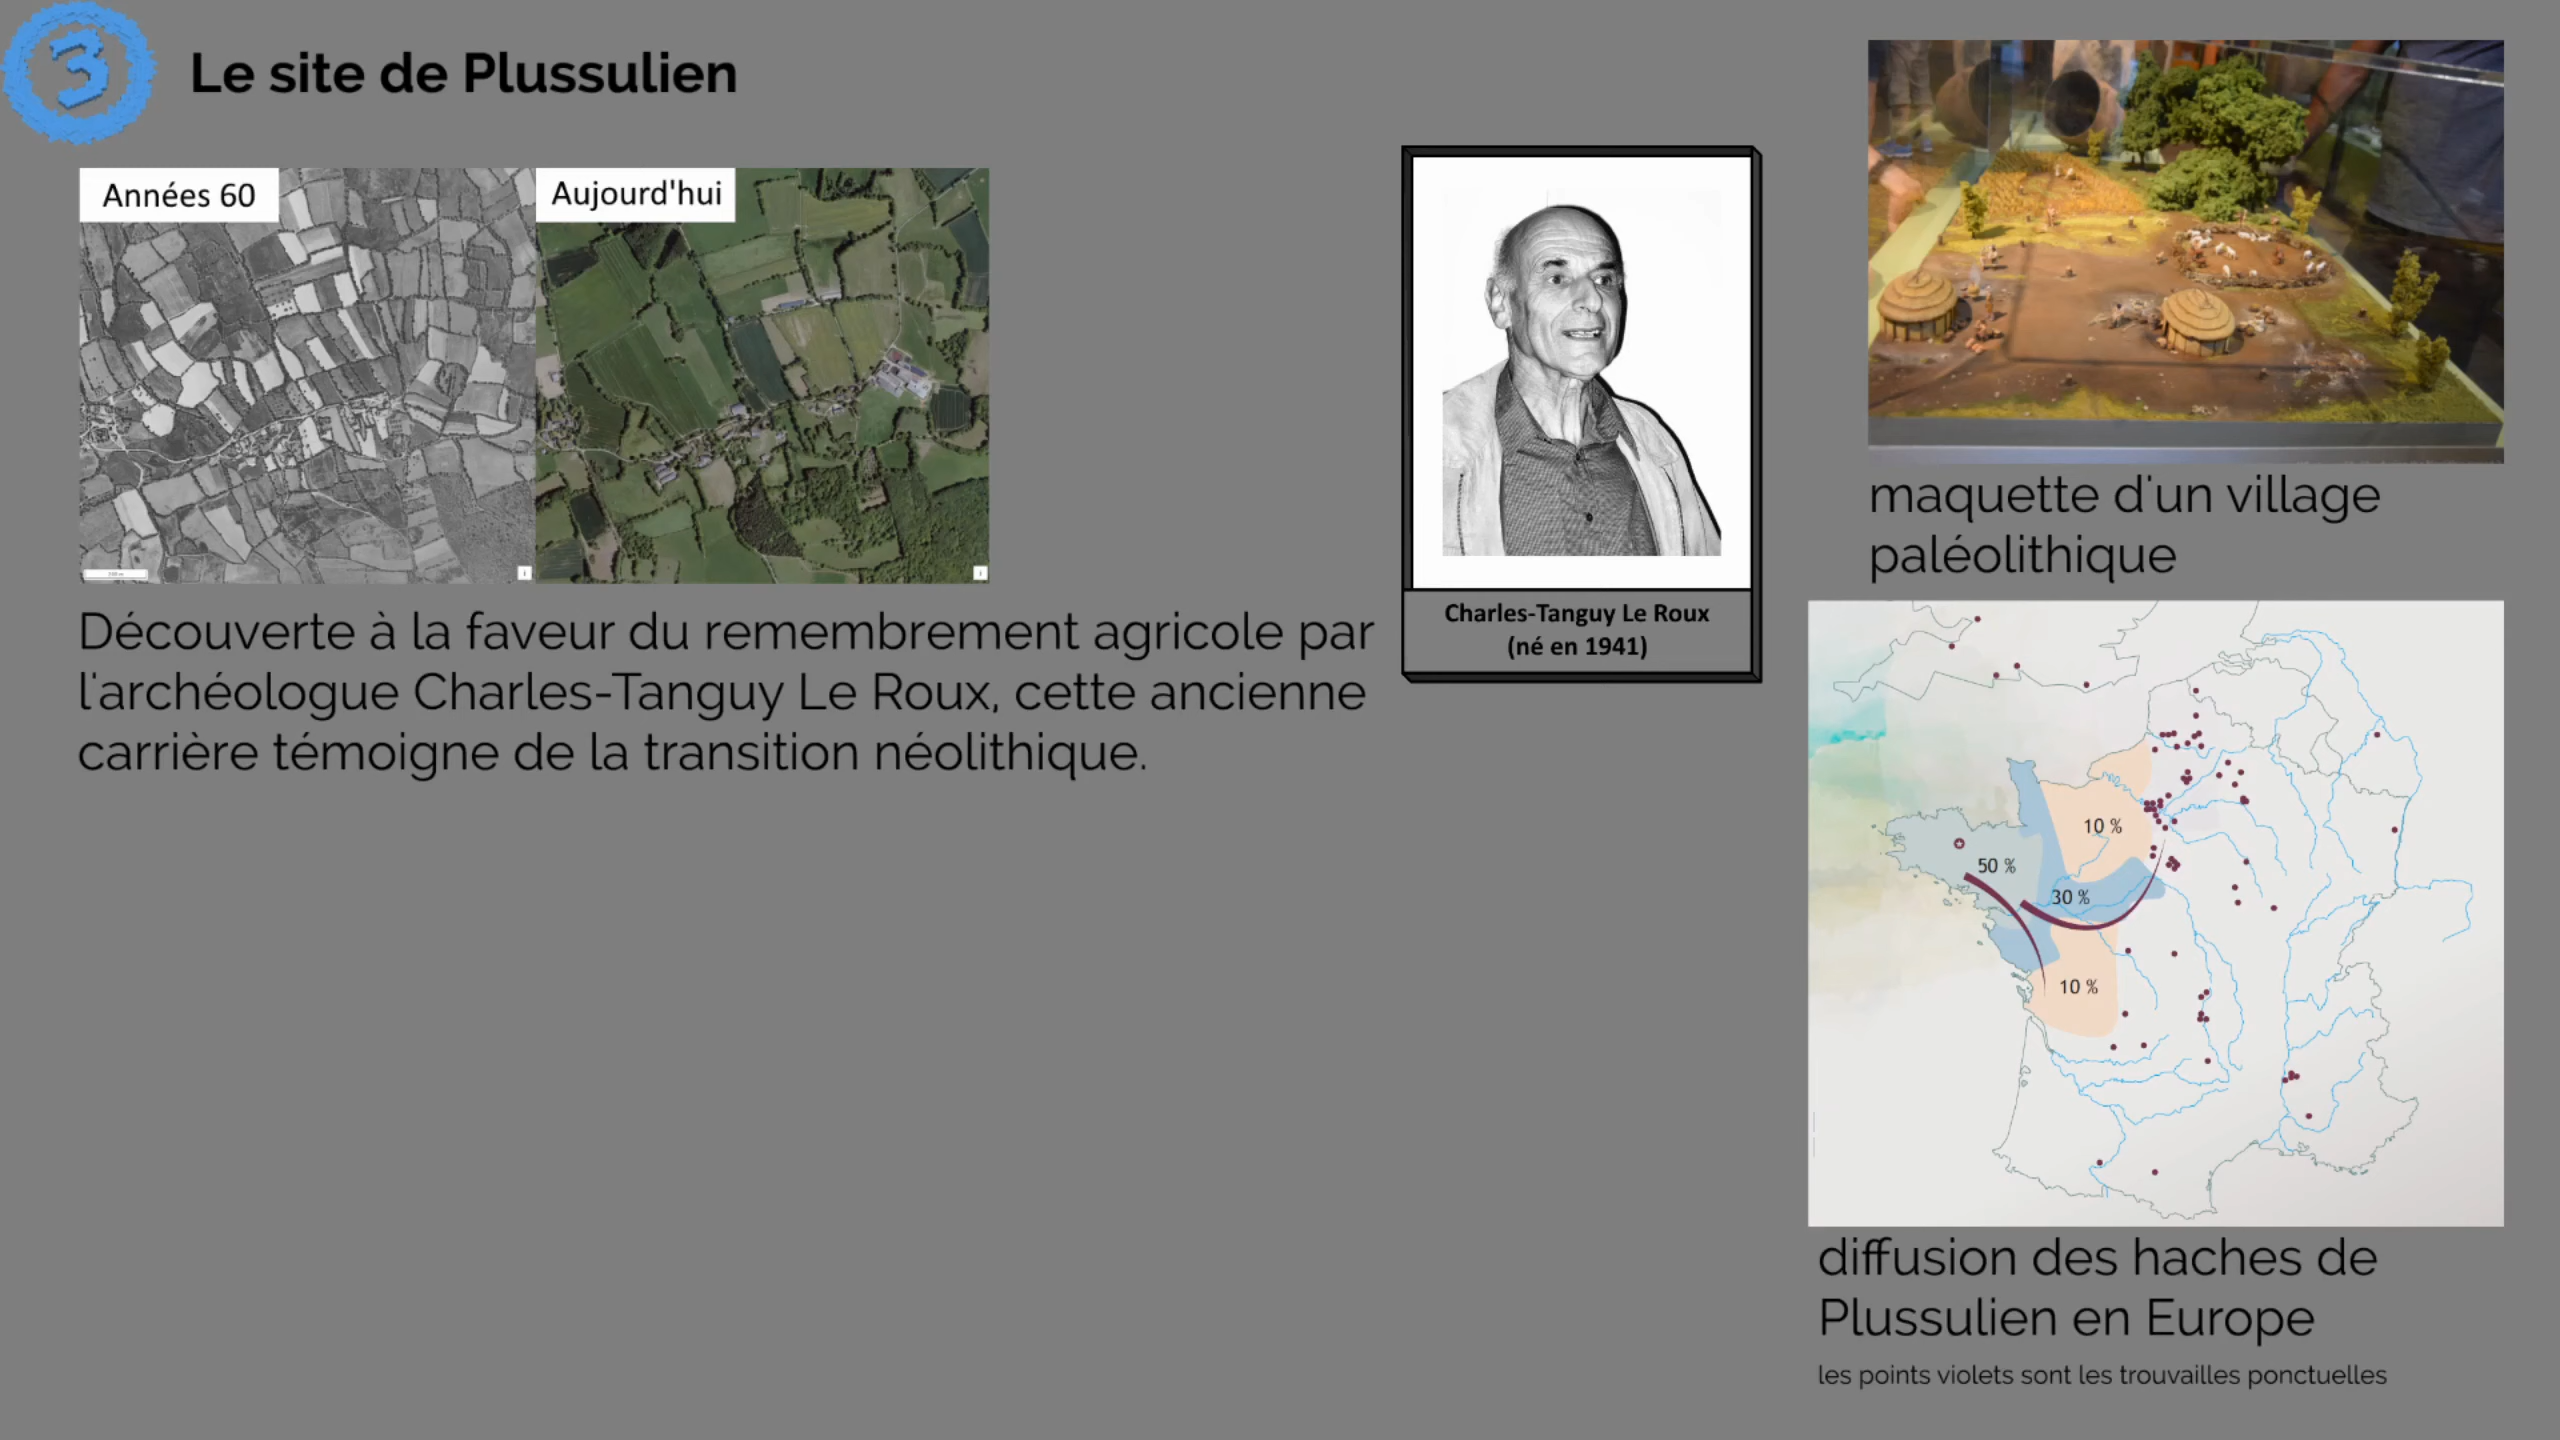 3
Le site de Plussulien
Années 60
Aujourd'hui
Découverte à la faveur du remembrement agricole par
l'archéologue Charles-Tanguy Le Roux, cette ancienne
carrière témoigne de la transition néolithique.
Charles-Tanguy Le Roux
(né en 1941)
maquette d'un village
paléolithique
10 %
50 %
30 %
10 %
diffusion des haches de
Plussulien en Europe
les points violets sont les trouvailles ponctuelles